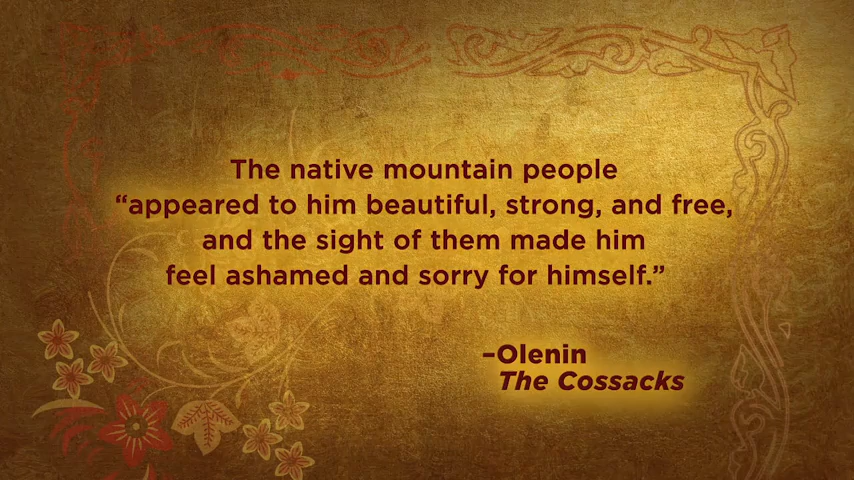 The native mountain people
“appeared to him beautiful, strong, and free,
and the sight of them made him
feel ashamed and sorry for himself.”
–Olenin
The Cossacks